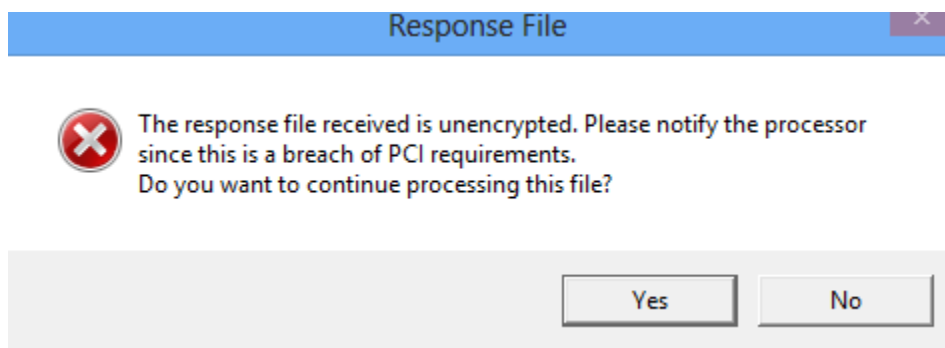 Response File
The response file received is unencrypted. Please notify the processor
since this is a breach of PCI requirements.
Do you want to continue processing this file?
Yes
No